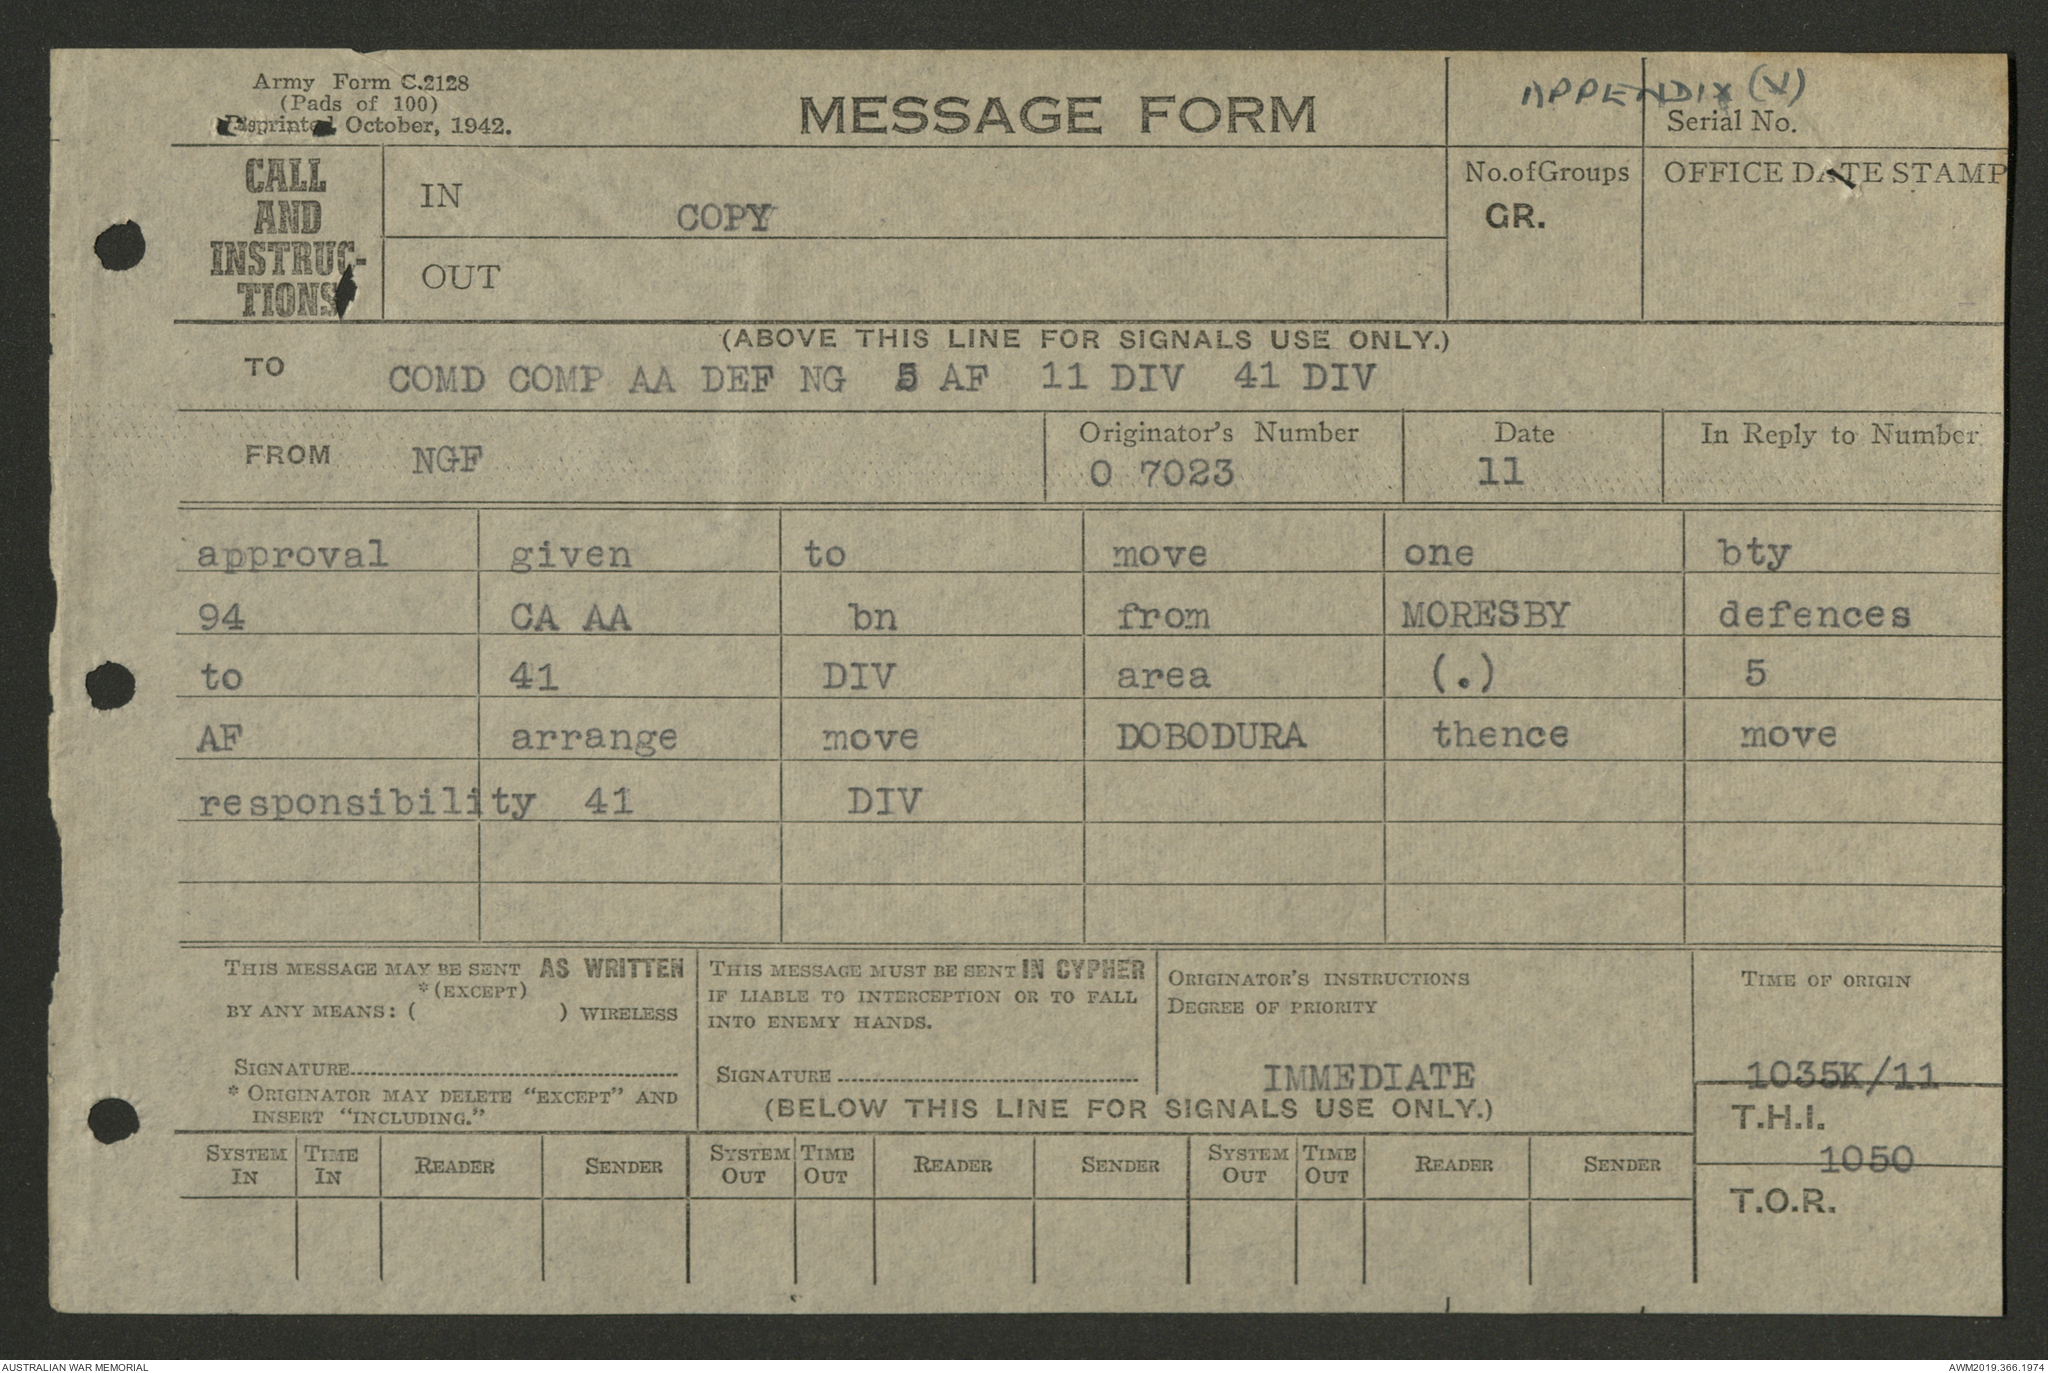 Army Form C.2128
(Pads of 100)
Reprinted October, 1942.
MESSAGE FORM
APPENDIX (V)
Serial No.
CALL
AND
INSTRUC-
TIONS
IN
COPY
OUT
No. of Groups
GR.
OFFICE DATE STAMP
(ABOVE THIS LINE FOR SIGNALS USE ONLY.)
TO COMD COMP AA DEF NG 5 AF 11 DIV 41 DIV
FROM NGF
Originator's Number
O 7023
Date
11
In Reply to Number
approval given to move one bty
94 CA AA bn from MORESBY defences
to 41 DIV area (.) 5
AF arrange move DOBODURA thence move
responsibility 41 DIV
THIS MESSAGE MAY BE SENT AS WRITTEN
*(EXCEPT)
BY ANY MEANS: ( ) WIRELESS
SIGNATURE
* ORIGINATOR MAY DELETE "EXCEPT" AND
INSERT "INCLUDING."
THIS MESSAGE MUST BE SENT IN CYPHER
IF LIABLE TO INTERCEPTION OR TO FALL
INTO ENEMY HANDS.
SIGNATURE
ORIGINATOR'S INSTRUCTIONS
DEGREE OF PRIORITY
IMMEDIATE
TIME OF ORIGIN
1035K/11
(BELOW THIS LINE FOR SIGNALS USE ONLY.)
T.H.I.
1050
T.O.R.
SYSTEM IN TIME IN READER SENDER SYSTEM OUT TIME OUT READER SENDER SYSTEM OUT TIME OUT READER SENDER
AUSTRALIAN WAR MEMORIAL
AWM2019.366.1974